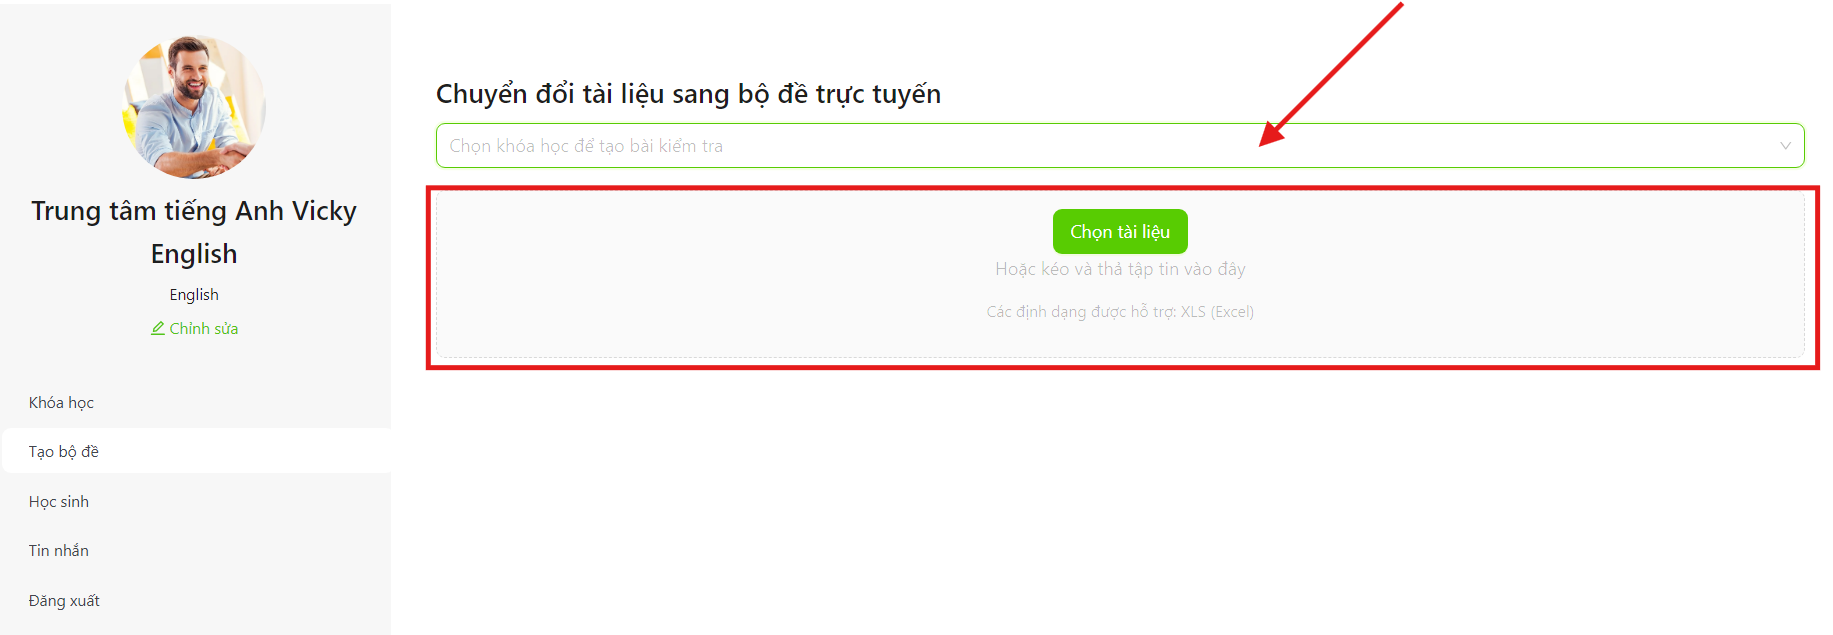 Trung tâm tiếng Anh Vicky
English
English
Chỉnh sửa
Khóa học
Tạo bộ đề
Học sinh
Tin nhắn
Đăng xuất
Chuyển đổi tài liệu sang bộ đề trực tuyến
Chọn khóa học để tạo bài kiểm tra
Chọn tài liệu
Hoặc kéo và thả tập tin vào đây
Các định dạng được hỗ trợ: XLS (Excel)